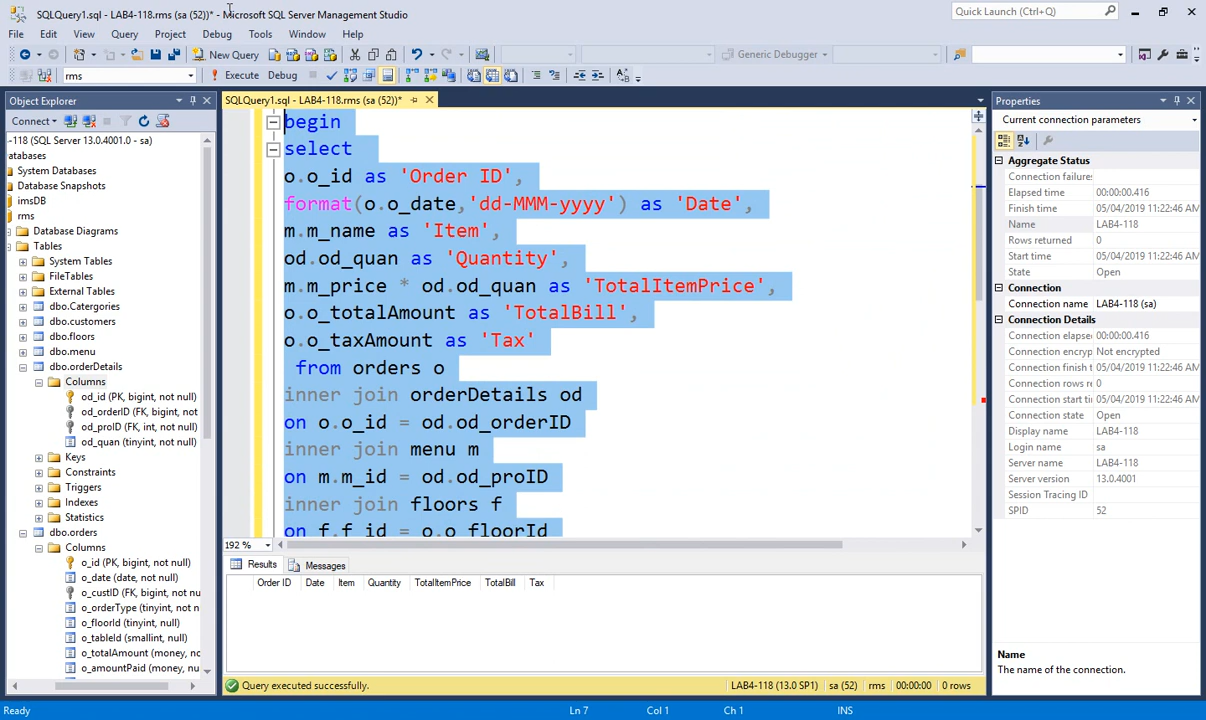 SQLQuery1.sql - LAB4-118.rms (sa (52))* - Microsoft SQL Server Management Studio
Quick Launch (Ctrl+Q)
File Edit View Query Project Debug Tools Window Help
New Query
Generic Debugger
rms
Execute Debug
Object Explorer
Connect
-118 (SQL Server 13.0.4001.0 - sa)
atabases
System Databases
Database Snapshots
imsDB
rms
Database Diagrams
Tables
System Tables
FileTables
External Tables
dbo.Catergories
dbo.customers
dbo.floors
dbo.menu
dbo.orderDetails
Columns
od_id (PK, bigint, not null)
od_orderID (FK, bigint, not
od_proID (FK, int, not null)
od_quan (tinyint, not null)
Keys
Constraints
Triggers
Indexes
Statistics
dbo.orders
Columns
o_id (PK, bigint, not null)
o_date (date, not null)
o_custID (FK, bigint, not nu
o_orderType (tinyint, not nu
o_floorId (tinyint, null)
o_tableId (smallint, null)
o_totalAmount (money, no
o_amountPaid (money, nu
SQLQuery1.sql - LAB4-118.rms (sa (52))*
begin
select
o.o_id as 'Order ID',
format(o.o_date,'dd-MMM-yyyy') as 'Date',
m.m_name as 'Item',
od.od_quan as 'Quantity',
m.m_price * od.od_quan as 'TotalItemPrice',
o.o_totalAmount as 'TotalBill',
o.o_taxAmount as 'Tax'
from orders o
inner join orderDetails od
on o.o_id = od.od_orderID
inner join menu m
on m.m_id = od.od_proID
inner join floors f
on f.f_id = o.o_floorId
192 %
Results Messages
Order ID Date Item Quantity TotalItemPrice TotalBill Tax
Query executed successfully.
LAB4-118 (13.0 SP1) sa (52) rms 00:00:00 0 rows
Properties
Current connection parameters
Aggregate Status
Connection failures
Elapsed time 00:00:00.416
Finish time 05/04/2019 11:22:46 AM
Name LAB4-118
Rows returned 0
Start time 05/04/2019 11:22:46 AM
State Open
Connection
Connection name LAB4-118 (sa)
Connection Details
Connection elapse 00:00:00.416
Connection encryp Not encrypted
Connection finish t 05/04/2019 11:22:46 AM
Connection rows re 0
Connection start tir 05/04/2019 11:22:46 AM
Connection state Open
Display name LAB4-118
Login name sa
Server name LAB4-118
Server version 13.0.4001
Session Tracing ID
SPID 52
Name
The name of the connection.
Ready
Ln 7 Col 1 Ch 1 INS